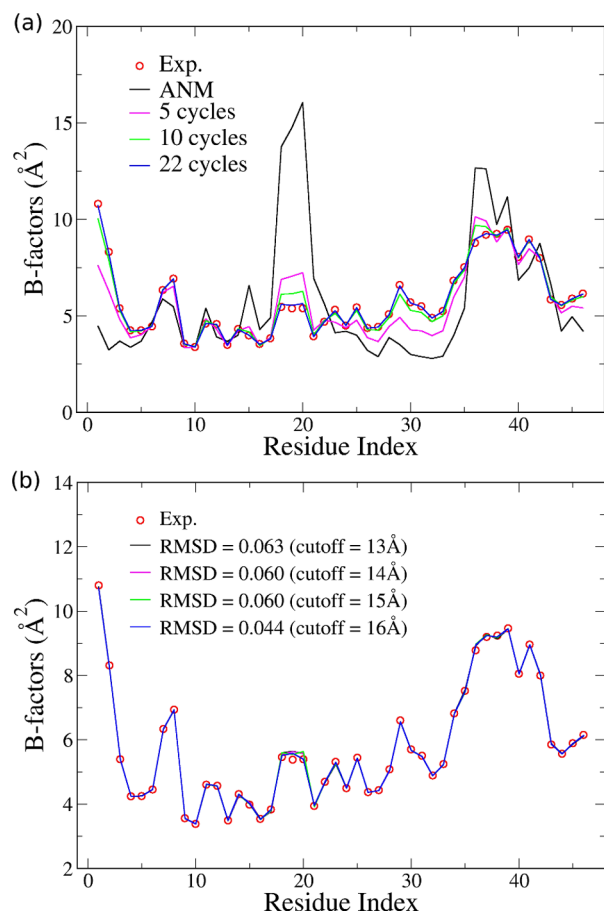 (a)
20
15
10
5
0
B-factors (Å²)
Exp.
ANM
5 cycles
10 cycles
22 cycles
0 10 20 30 40
Residue Index
(b)
14
12
10
8
6
4
2
B-factors (Å²)
Exp.
RMSD = 0.063 (cutoff = 13Å)
RMSD = 0.060 (cutoff = 14Å)
RMSD = 0.060 (cutoff = 15Å)
RMSD = 0.044 (cutoff = 16Å)
0 10 20 30 40
Residue Index